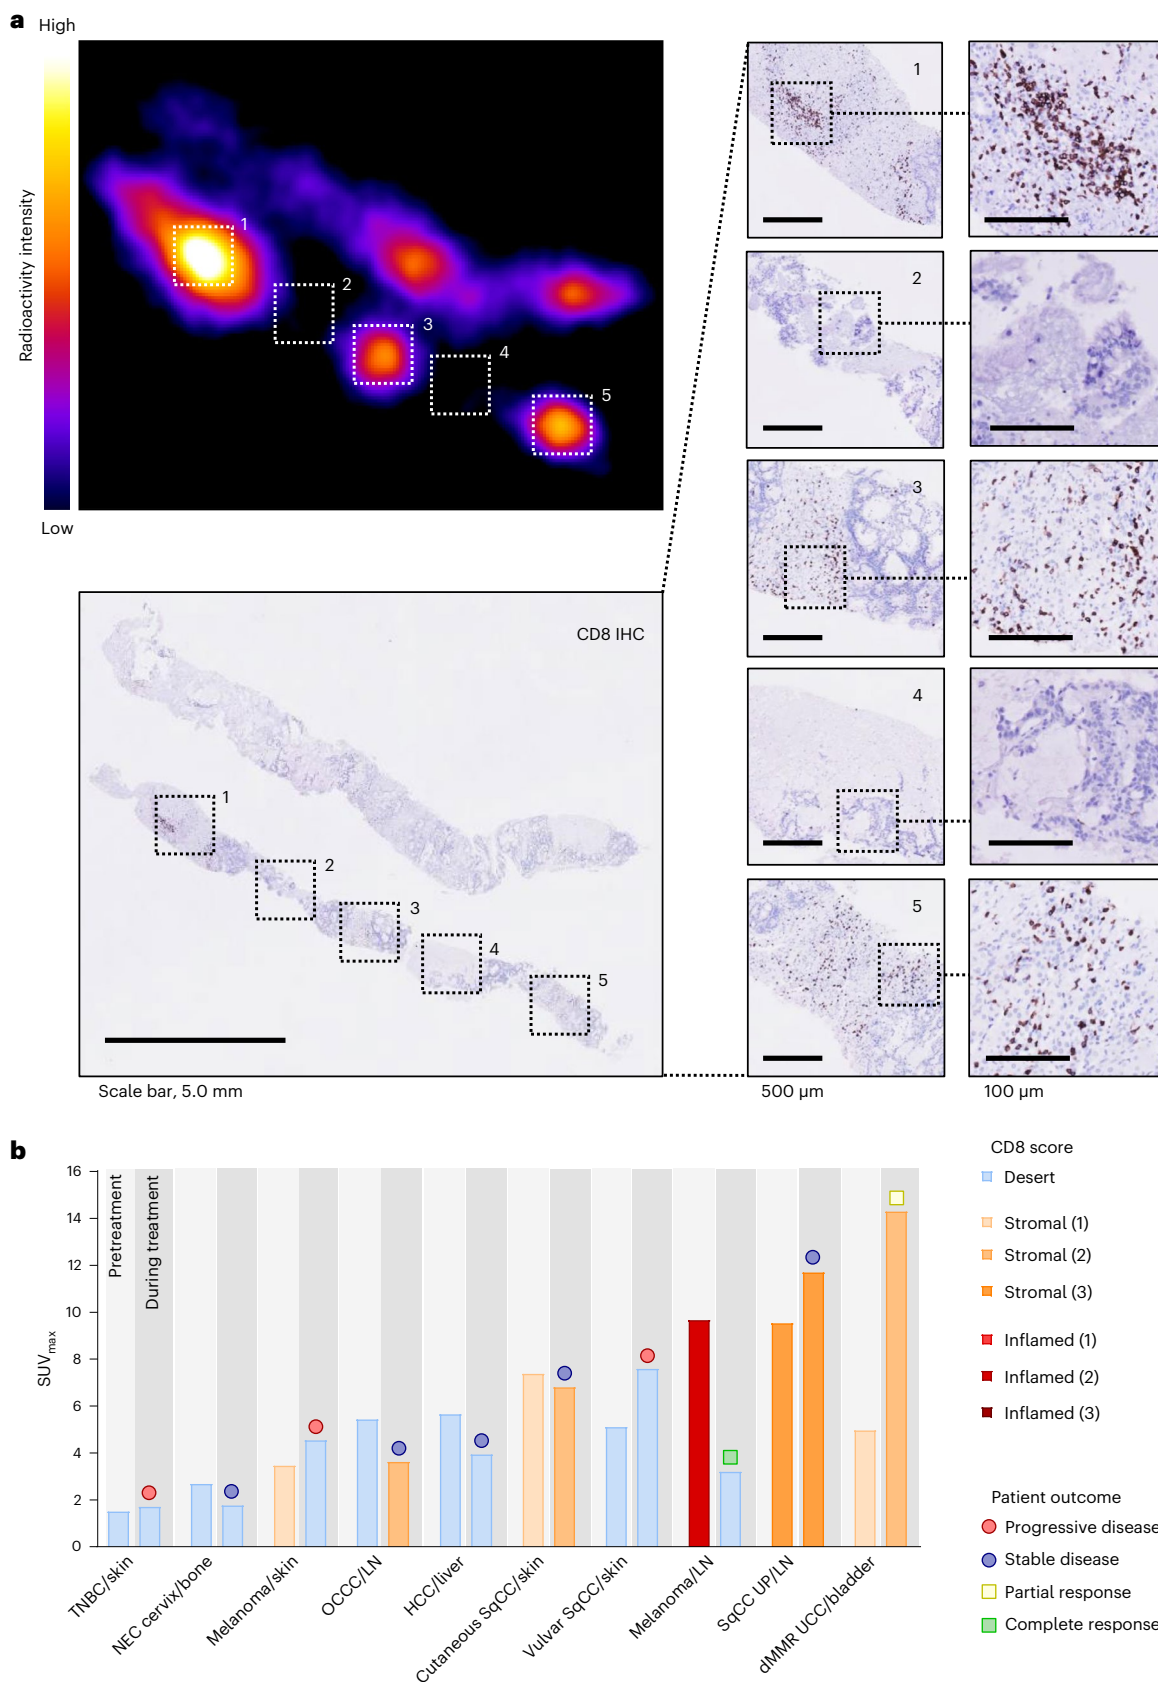 a
High
Radioactivity intensity
Low
1
2
3
4
5
CD8 IHC
1
2
3
4
5
Scale bar, 5.0 mm
1
2
3
4
5
500 µm
100 µm
b
SUVmax
16
14
12
10
8
6
4
2
0
Pretreatment
During treatment
TNBC/skin
NEC cervix/bone
Melanoma/skin
OCCC/LN
HCC/liver
Cutaneous SqCC/skin
Vulvar SqCC/skin
Melanoma/LN
SqCC UP/LN
dMMR UCC/bladder
CD8 score
Desert
Stromal (1)
Stromal (2)
Stromal (3)
Inflamed (1)
Inflamed (2)
Inflamed (3)
Patient outcome
Progressive disease
Stable disease
Partial response
Complete response